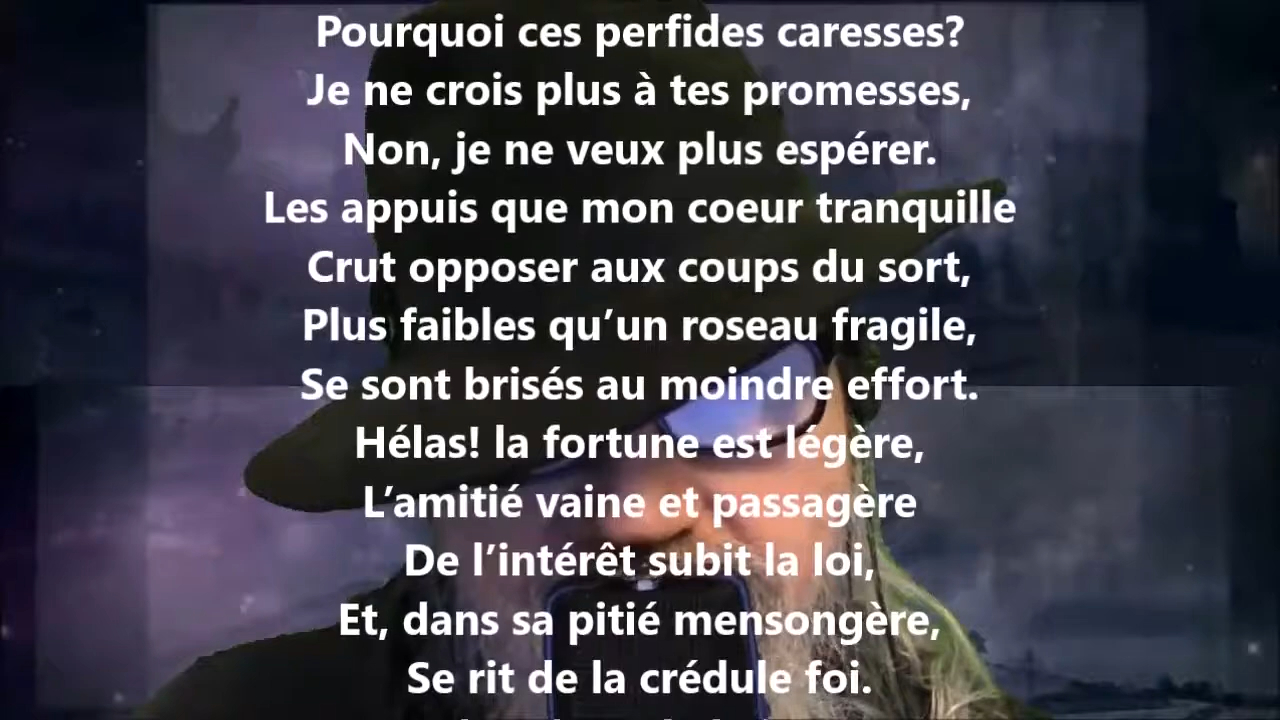 Pourquoi ces perfides caresses?
Je ne crois plus à tes promesses,
Non, je ne veux plus espérer.
Les appuis que mon coeur tranquille
Crut opposer aux coups du sort,
Plus faibles qu’un roseau fragile,
Se sont brisés au moindre effort.
Hélas! la fortune est légère,
L’amitié vaine et passagère
De l’intérêt subit la loi,
Et, dans sa pitié mensongère,
Se rit de la crédule foi.